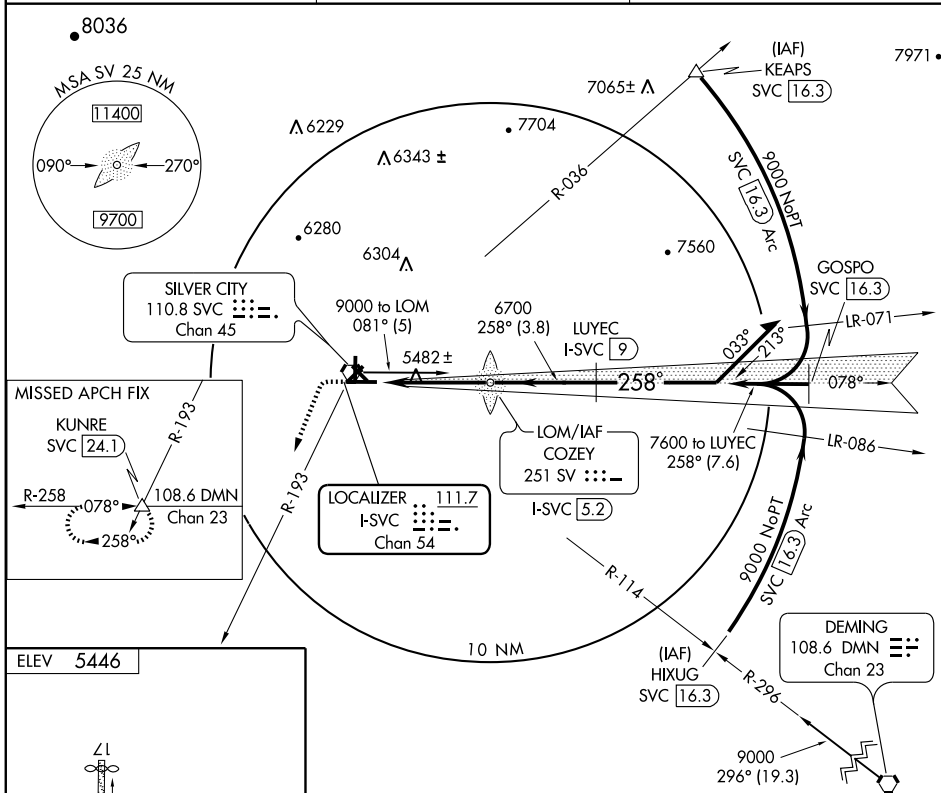 8036
MSA SV 25 NM
11400
090°
270°
9700
6229
6343 ±
7704
7065±
(IAF)
KEAPS
SVC 16.3
7971
R-036
9000 NoPT
SVC 16.3 Arc
6280
6304
7560
SILVER CITY
110.8 SVC
Chan 45
9000 to LOM
081° (5)
6700
258° (3.8)
LUYEC
I-SVC 9
GOSPO
SVC 16.3
LR-071
033°
213°
5482 ±
258°
078°
MISSED APCH FIX
KUNRE
SVC 24.1
R-193
R-258
078°
108.6 DMN
Chan 23
258°
R-193
LOM/IAF
COZEY
251 SV
I-SVC 5.2
7600 to LUYEC
258° (7.6)
LR-086
LOCALIZER 111.7
I-SVC
Chan 54
9000 NoPT
SVC 16.3 Arc
R-114
10 NM
(IAF)
HIXUG
SVC 16.3
R-296
DEMING
108.6 DMN
Chan 23
9000
296° (19.3)
ELEV 5446
17